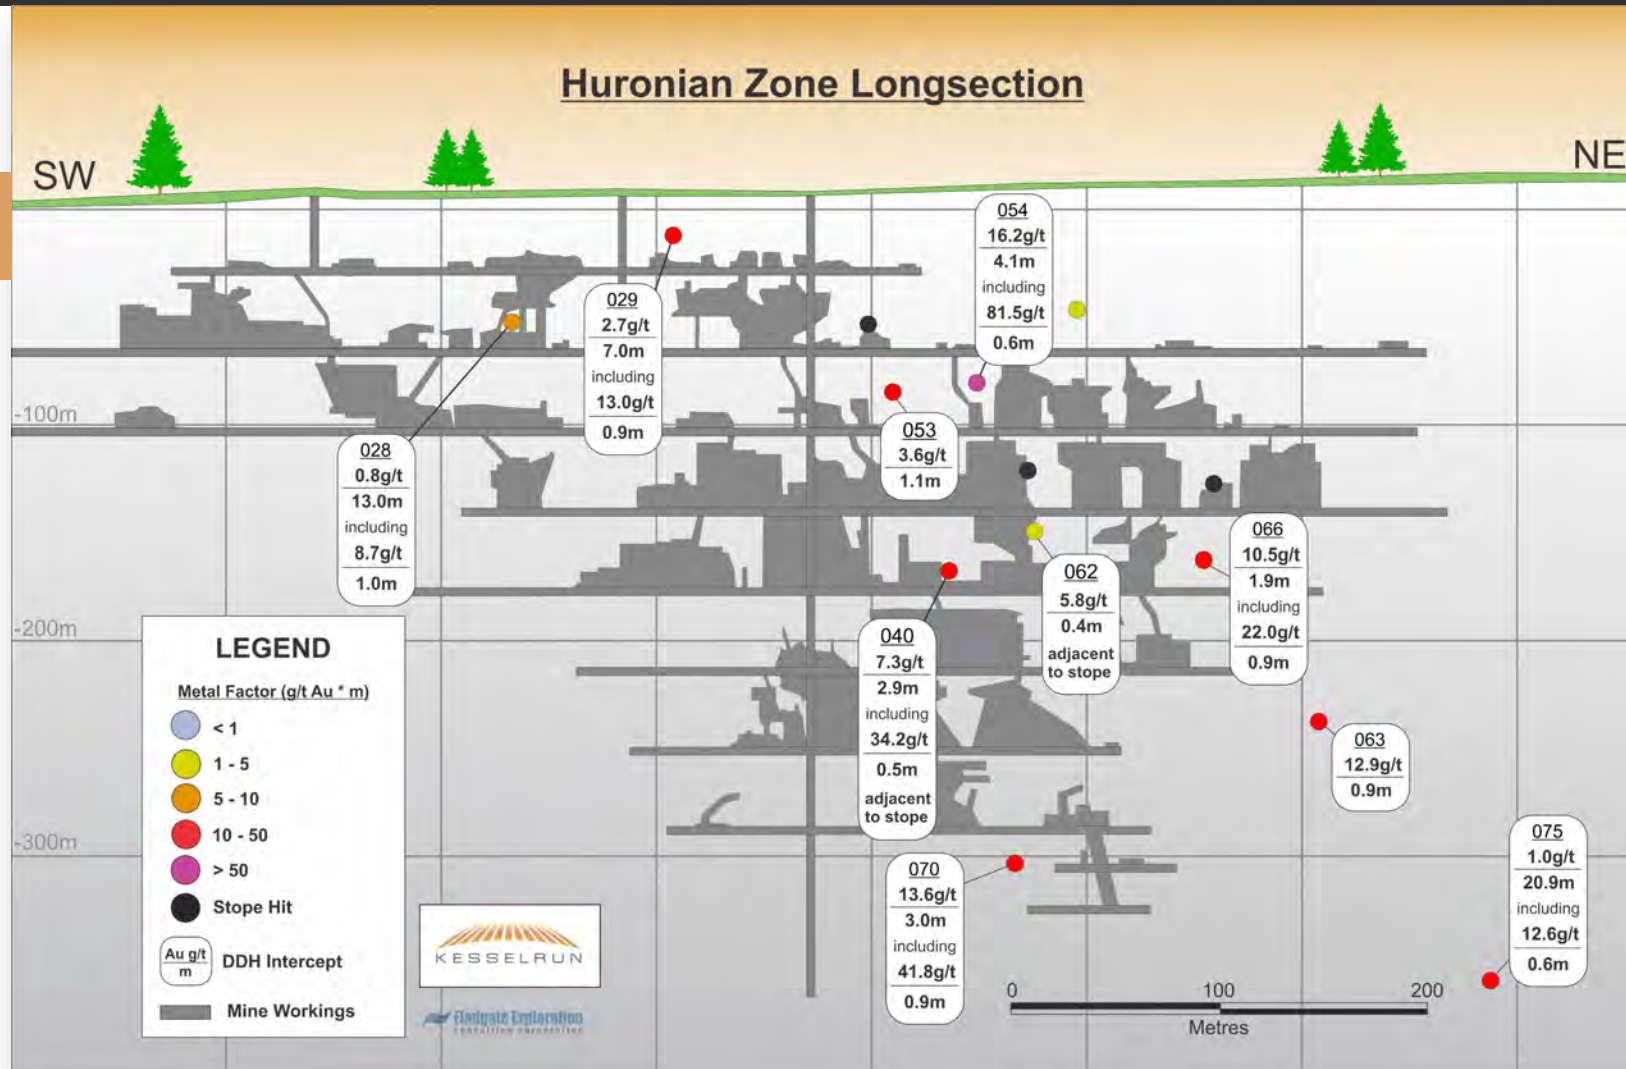 Huronian Zone Longsection
SW
NE
054
16.2g/t
4.1m
including
81.5g/t
0.6m
029
2.7g/t
7.0m
including
13.0g/t
0.9m
-100m
053
3.6g/t
1.1m
028
0.8g/t
13.0m
including
8.7g/t
1.0m
066
10.5g/t
1.9m
including
22.0g/t
0.9m
062
5.8g/t
0.4m
adjacent
to stope
-200m
040
7.3g/t
2.9m
including
34.2g/t
0.5m
adjacent
to stope
063
12.9g/t
0.9m
075
1.0g/t
20.9m
including
12.6g/t
0.6m
-300m
070
13.6g/t
3.0m
including
41.8g/t
0.9m
LEGEND
Metal Factor (g/t Au * m)
< 1
1 - 5
5 - 10
10 - 50
> 50
Stope Hit
Au g/t
m
DDH Intercept
Mine Workings
KESSELRUN
Fladgate Exploration
consulting corporation
0 100 200
Metres